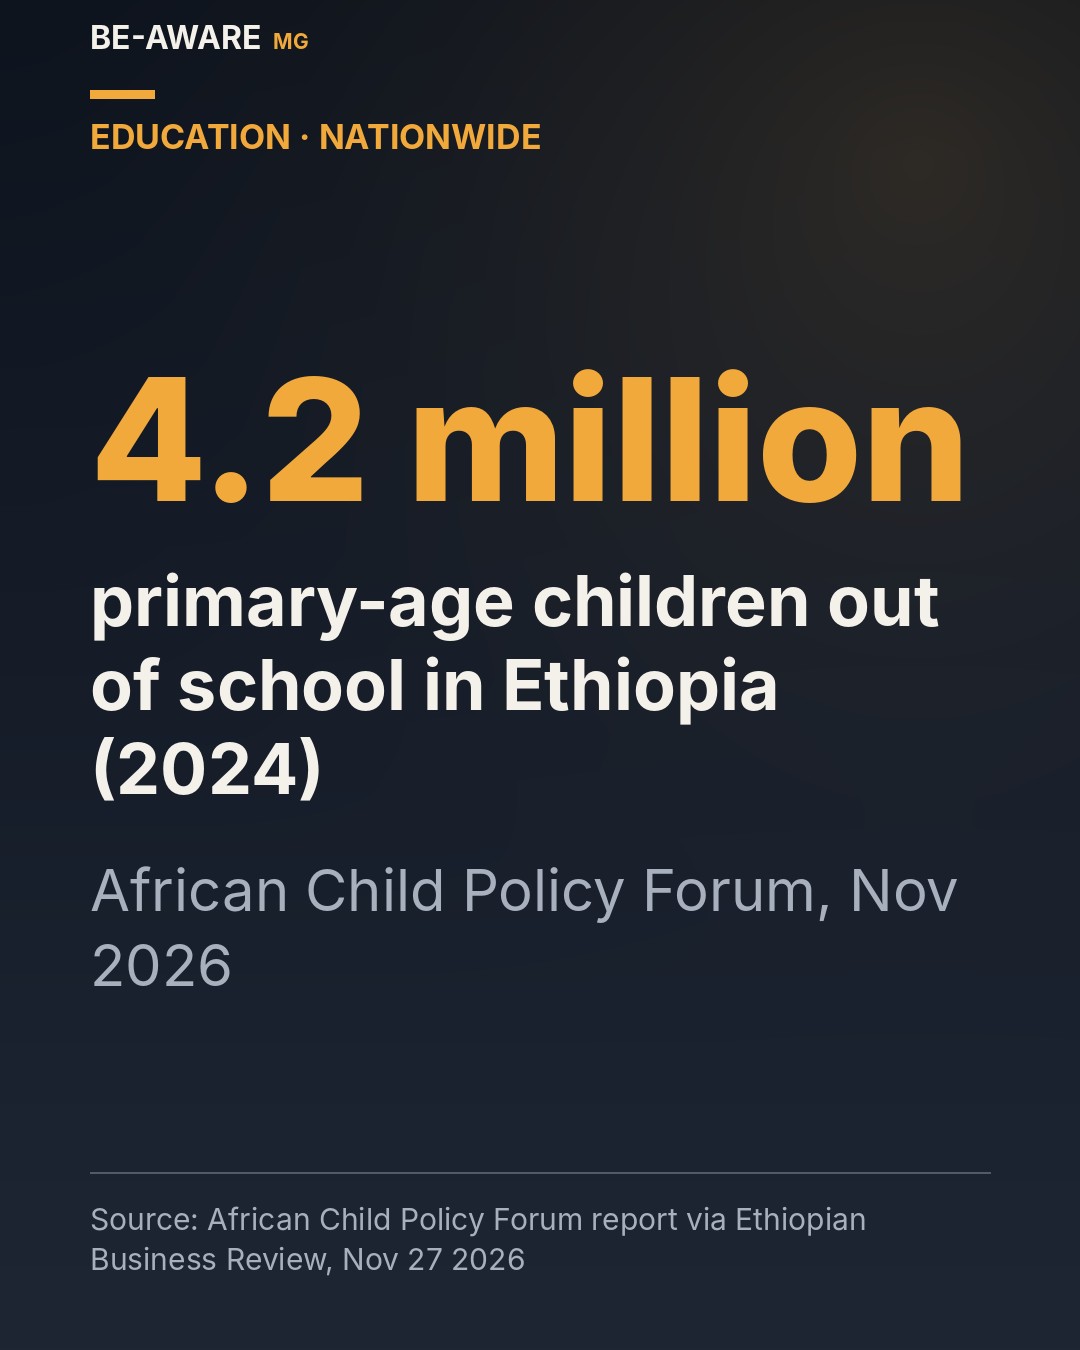 BE-AWARE MG
EDUCATION · NATIONWIDE
4.2 million
primary-age children out
of school in Ethiopia
(2024)
African Child Policy Forum, Nov
2026
Source: African Child Policy Forum report via Ethiopian
Business Review, Nov 27 2026